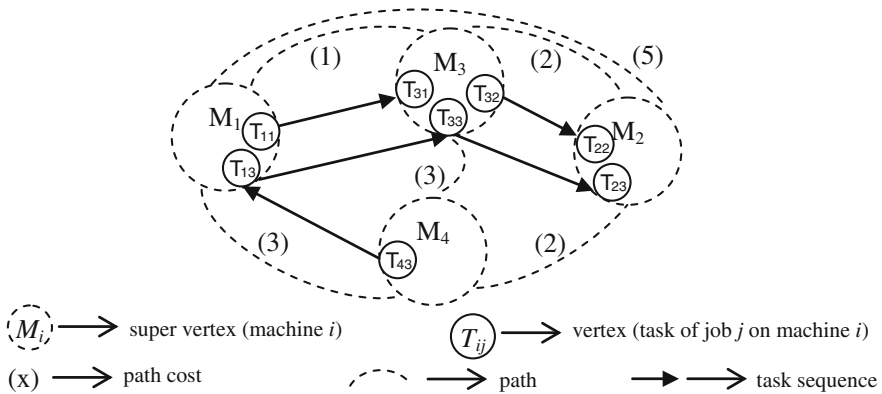 (1)
(2)
(5)
M₃
T₃₁
T₃₂
T₃₃
M₁
T₁₁
T₁₃
M₂
T₂₂
T₂₃
(3)
(3)
(2)
M₄
T₄₃
Mᵢ super vertex (machine i)
Tᵢⱼ vertex (task of job j on machine i)
(x) path cost
path
task sequence